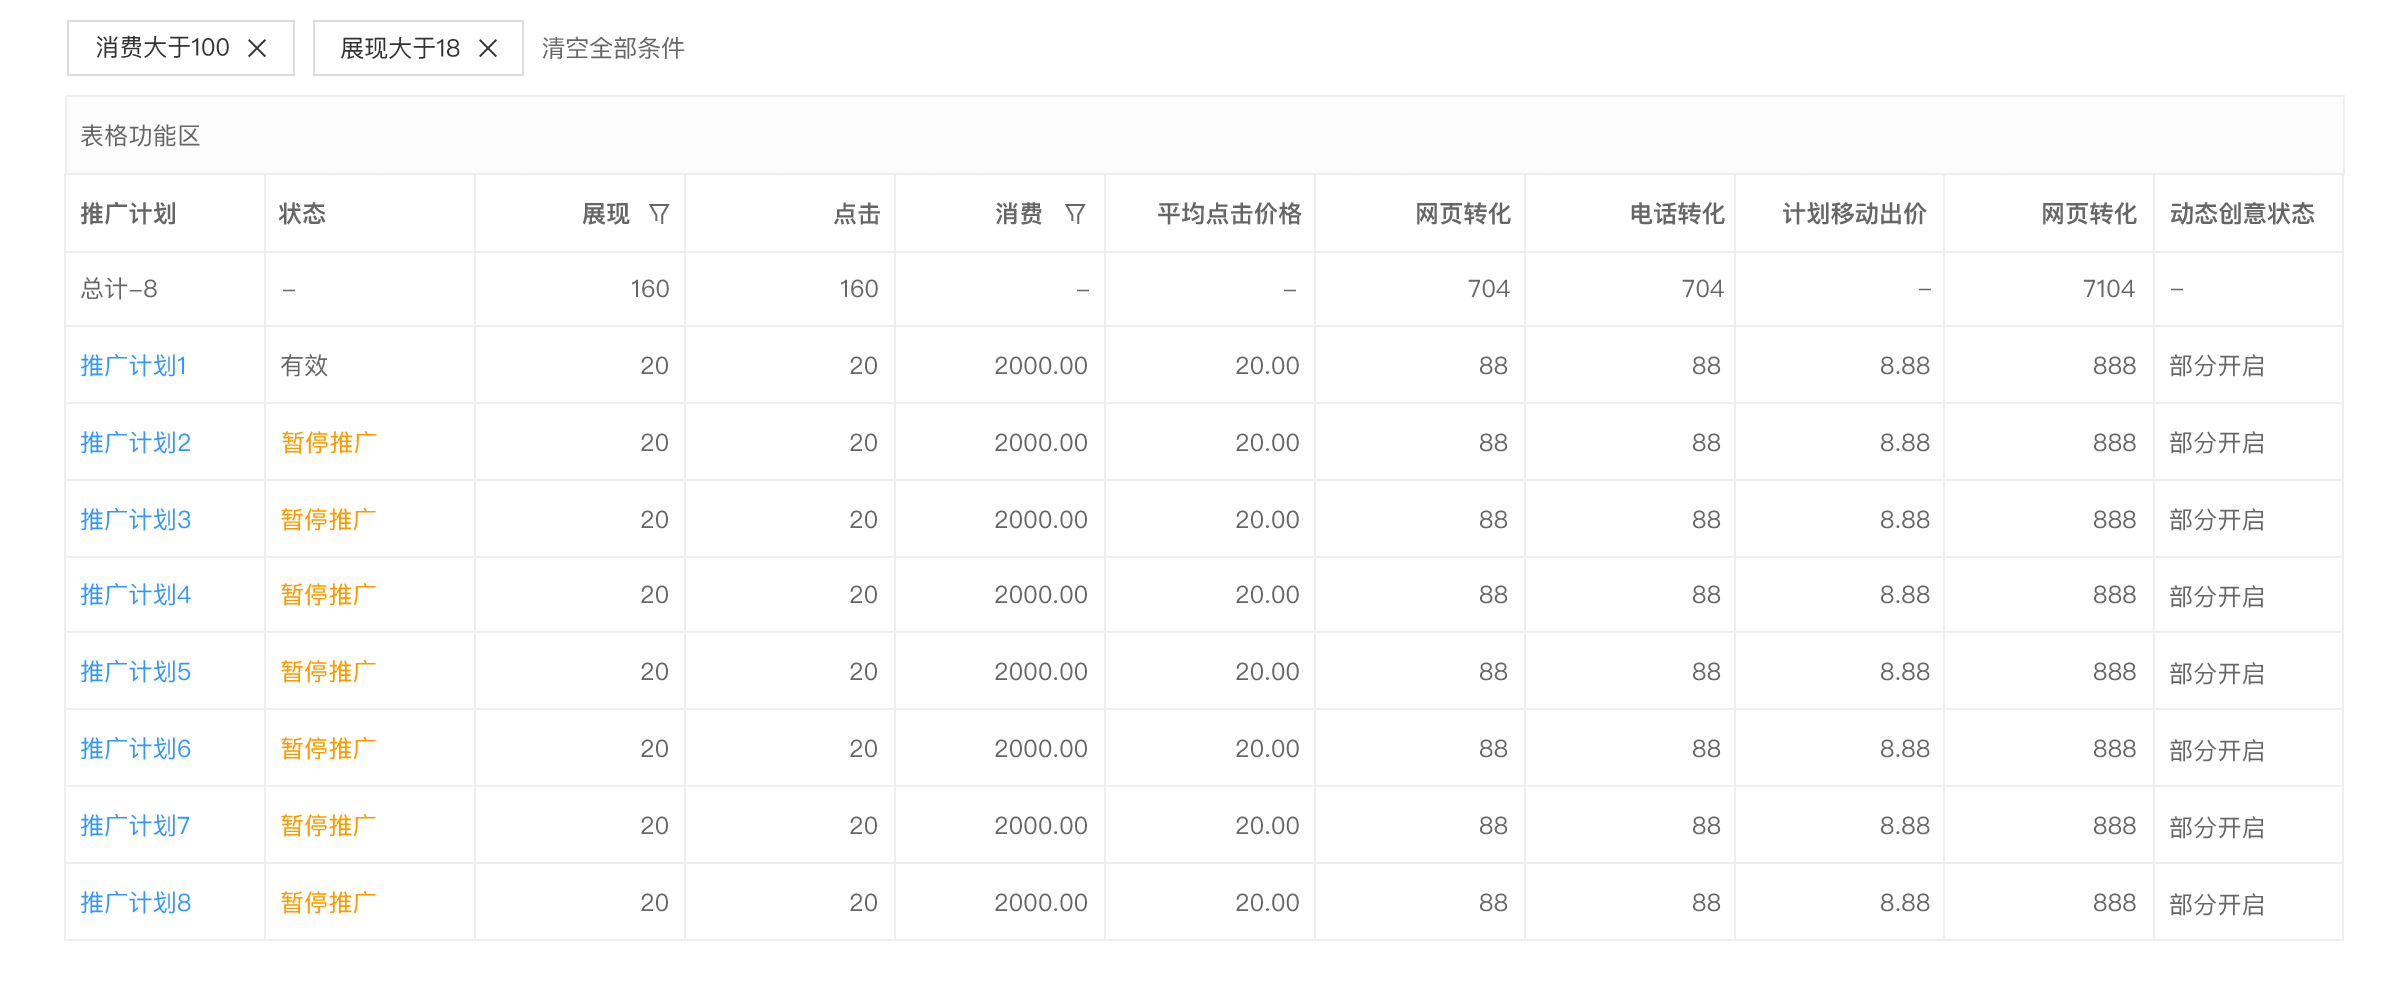 消费大于100 × 展现大于18 × 清空全部条件
表格功能区
推广计划 状态 展现 点击 消费 平均点击价格 网页转化 电话转化 计划移动出价 网页转化 动态创意状态
总计-8 – 160 160 – – 704 704 – 7104 –
推广计划1 有效 20 20 2000.00 20.00 88 88 8.88 888 部分开启
推广计划2 暂停推广 20 20 2000.00 20.00 88 88 8.88 888 部分开启
推广计划3 暂停推广 20 20 2000.00 20.00 88 88 8.88 888 部分开启
推广计划4 暂停推广 20 20 2000.00 20.00 88 88 8.88 888 部分开启
推广计划5 暂停推广 20 20 2000.00 20.00 88 88 8.88 888 部分开启
推广计划6 暂停推广 20 20 2000.00 20.00 88 88 8.88 888 部分开启
推广计划7 暂停推广 20 20 2000.00 20.00 88 88 8.88 888 部分开启
推广计划8 暂停推广 20 20 2000.00 20.00 88 88 8.88 888 部分开启